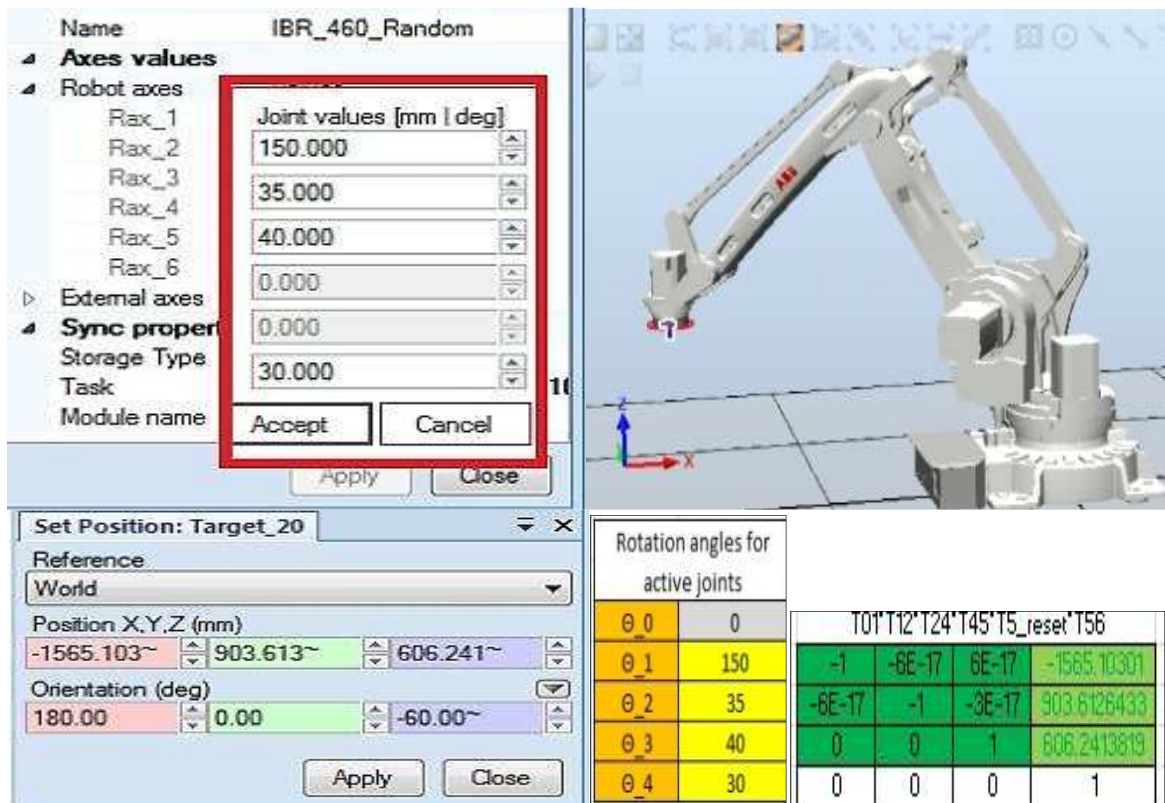 Name IBR_460_Random
Axes values
Robot axes
Rax_1
Rax_2
Rax_3
Rax_4
Rax_5
Rax_6
External axes
Sync proper
Storage Type
Task
Module name
Joint values [mm | deg]
150.000
35.000
40.000
0.000
0.000
30.000
Accept Cancel
10
Apply Close
ABB
Z
X
Set Position: Target_20
Reference
World
Position X,Y,Z (mm)
-1565.103~ 903.613~ 606.241~
Orientation (deg)
180.00 0.00 -60.00~
Apply Close
Rotation angles for
active joints
Θ_0 0
Θ_1 150
Θ_2 35
Θ_3 40
Θ_4 30
T01*T12*T24*T45*T5_reset*T56
-1 -6E-17 6E-17 -1565.10301
-6E-17 -1 -3E-17 903.6126433
0 0 1 606.2413819
0 0 0 1